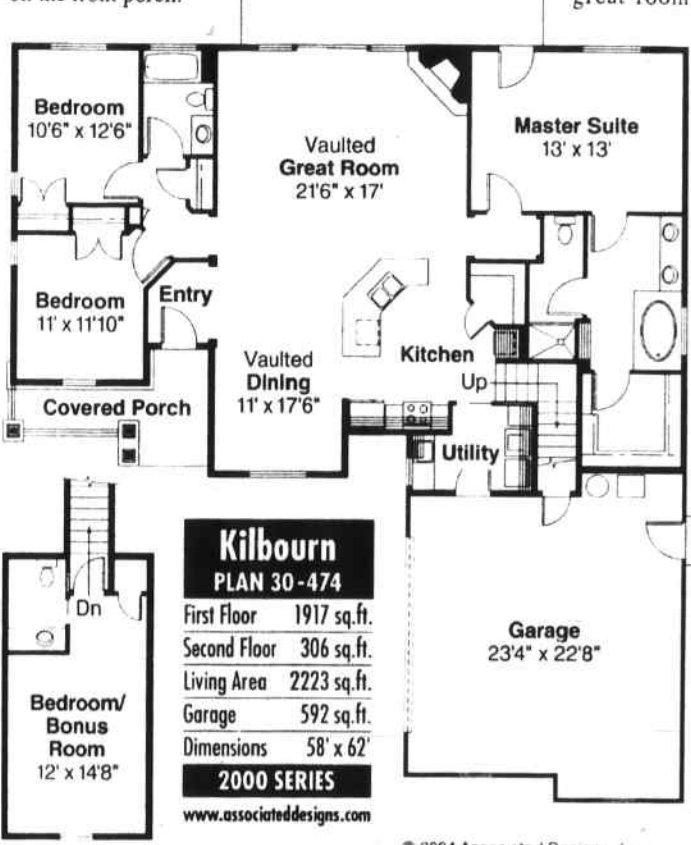 great room
Bedroom
10'6" x 12'6"
Vaulted
Great Room
21'6" x 17'
Master Suite
13' x 13'
Bedroom
11' x 11'10"
Entry
Vaulted
Dining
11' x 17'6"
Kitchen
Up
Utility
Covered Porch
Dn
Bedroom/
Bonus
Room
12' x 14'8"
Kilbourn
PLAN 30-474
First Floor 1917 sq.ft.
Second Floor 306 sq.ft.
Living Area 2223 sq.ft.
Garage 592 sq.ft.
Dimensions 58' x 62'
2000 SERIES
www.associateddesigns.com
Garage
23'4" x 22'8"